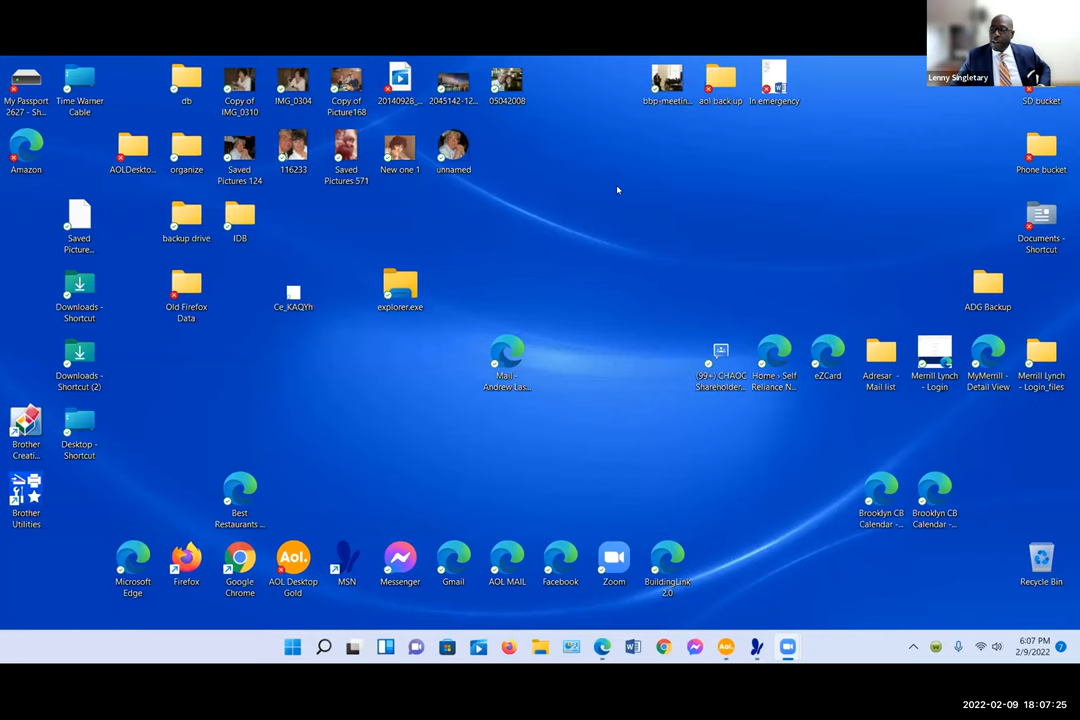 Lenny Singletary
My Passport
2627 - Sh...
Time Warner
Cable
db
Copy of
IMG_0310
IMG_0304
Copy of
Picture168
20140928_...
2045142-12...
05042008
bbp-meetin...
aol back up
In emergency
SD bucket
Amazon
AOLDeskto...
organize
Saved
Pictures 124
116233
Saved
Pictures 571
New one 1
unnamed
Phone bucket
Saved
Picture...
backup drive
IDB
Documents -
Shortcut
Downloads -
Shortcut
Old Firefox
Data
Ce_KAQYh
explorer.exe
ADG Backup
Downloads -
Shortcut (2)
Mail -
Andrew Las...
(99+) CHAOC
Shareholder...
Home › Self
Reliance N...
eZCard
Adresar -
Mail list
Merrill Lynch
- Login
MyMerrill -
Detail View
Merrill Lynch
- Login_files
Brother
Creati...
Desktop -
Shortcut
Brother
Utilities
Best
Restaurants ...
Brooklyn CB
Calendar -...
Brooklyn CB
Calendar -...
Aol.
Microsoft
Edge
Firefox
Google
Chrome
AOL Desktop
Gold
MSN
Messenger
Gmail
AOL MAIL
Facebook
Zoom
BuildingLink
2.0
Recycle Bin
Aol.
6:07 PM
2/9/2022
7
2022-02-09 18:07:25